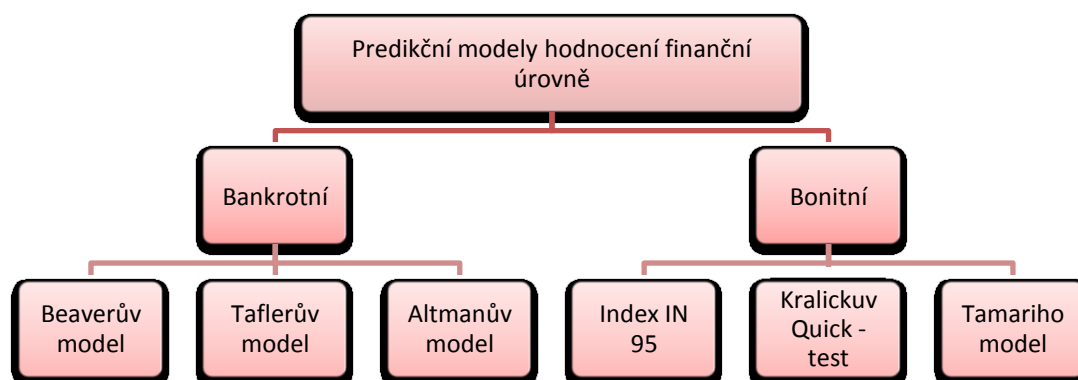 Predikční modely hodnocení finanční
úrovně
Bankrotní
Bonitní
Beaverův
model
Taflerův
model
Altmanův
model
Index IN
95
Kralickuv
Quick -
test
Tamariho
model